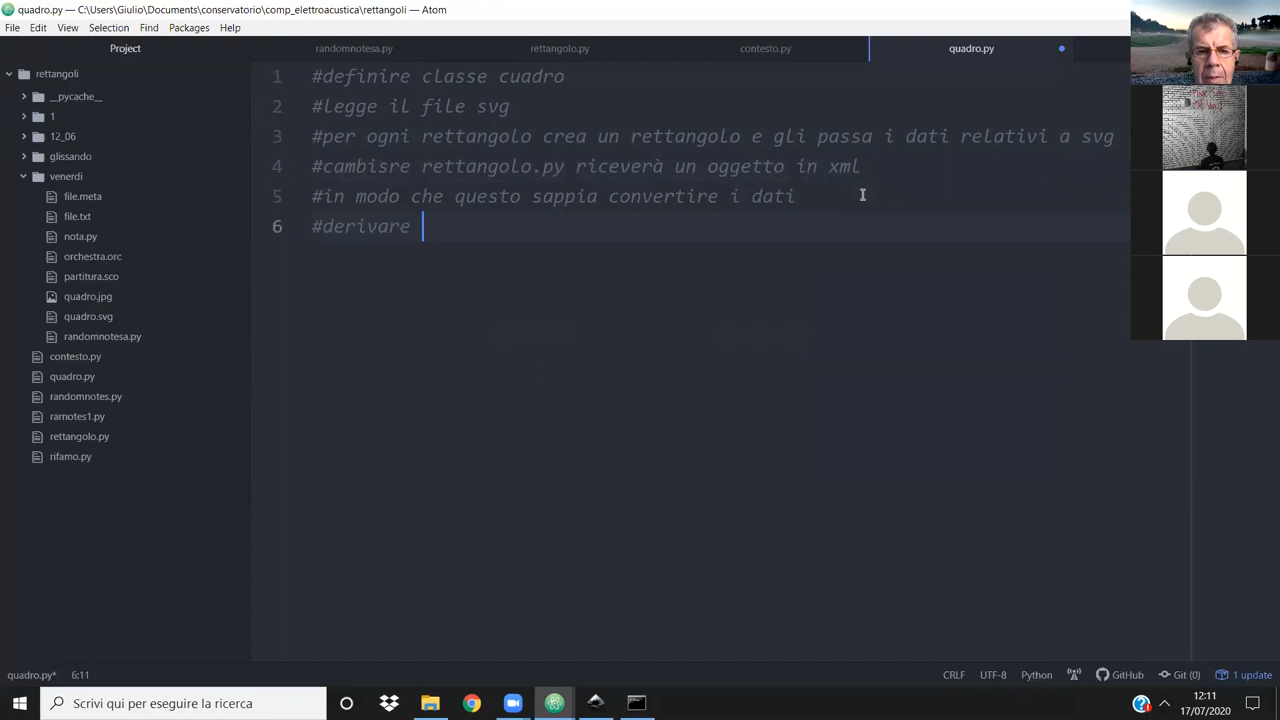 quadro.py — C:\Users\Giulio\Documents\conservatorio\comp_elettroacustica\rettangoli — Atom
File Edit View Selection Find Packages Help
Project
randomnotesa.py rettangolo.py contesto.py quadro.py
rettangoli
__pycache__
1
12_06
glissando
venerdi
file.meta
file.txt
nota.py
orchestra.orc
partitura.sco
quadro.jpg
quadro.svg
randomnotesa.py
contesto.py
quadro.py
randomnotes.py
rarnotes1.py
rettangolo.py
rifamo.py
1 #definire classe cuadro
2 #legge il file svg
3 #per ogni rettangolo crea un rettangolo e gli passa i dati relativi a svg
4 #cambisre rettangolo.py riceverà un oggetto in xml
5 #in modo che questo sappia convertire i dati
6 #derivare
quadro.py* 6:11 CRLF UTF-8 Python GitHub Git (0) 1 update
Scrivi qui per eseguire la ricerca
12:11
17/07/2020